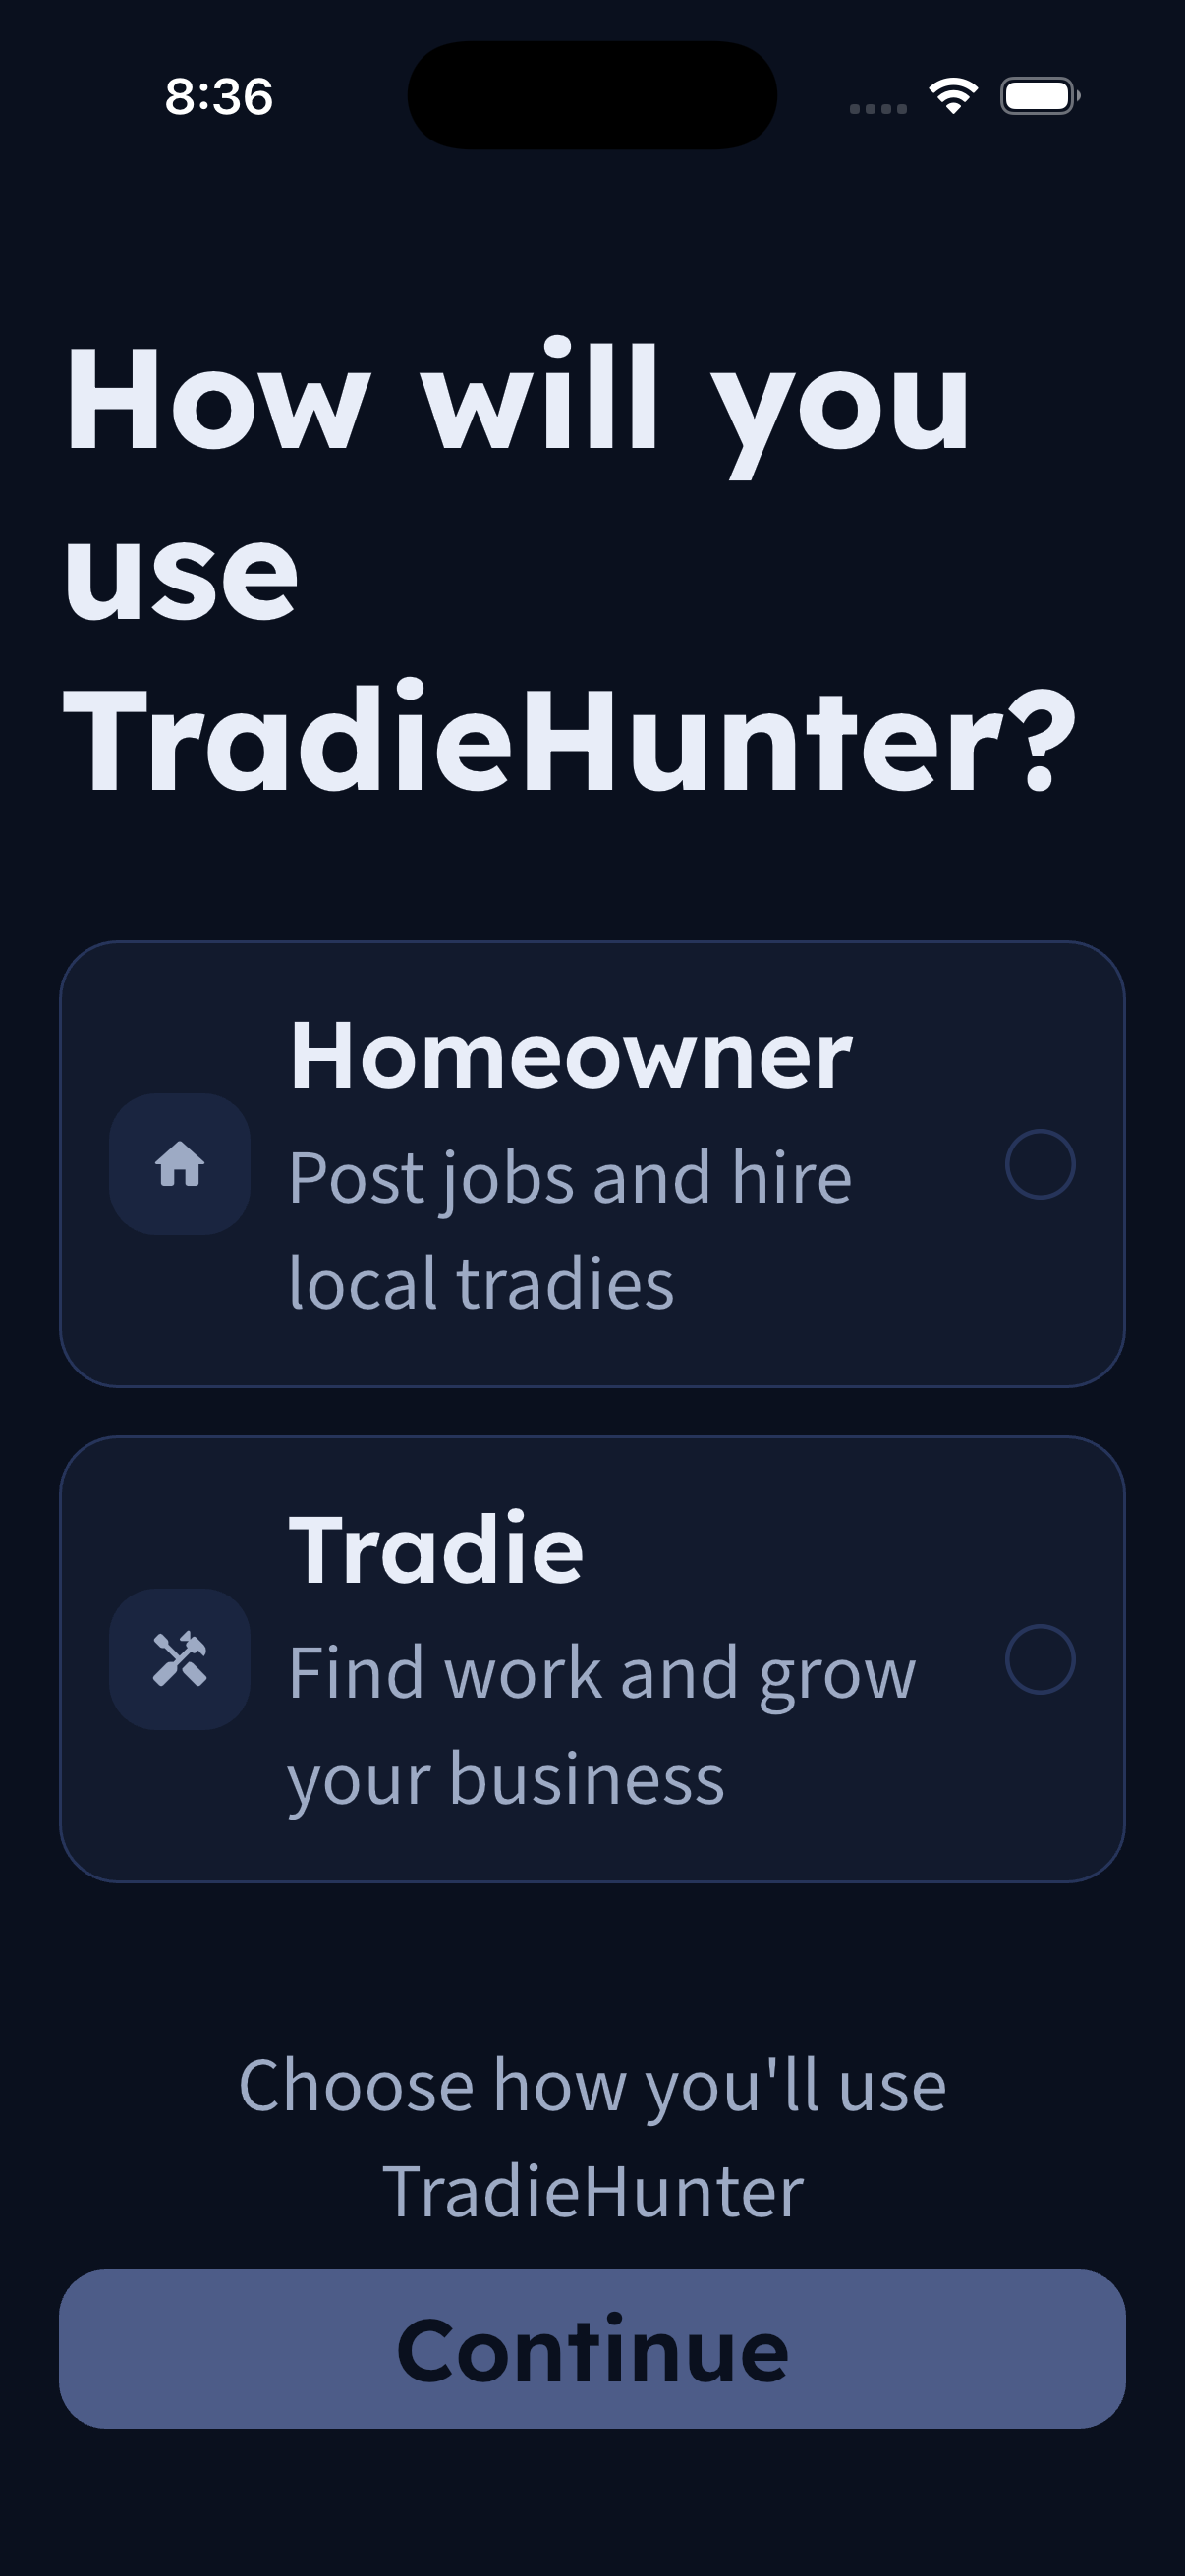 8:36
How will you
use
TradieHunter?
Homeowner
Post jobs and hire
local tradies
Tradie
Find work and grow
your business
Choose how you'll use
TradieHunter
Continue